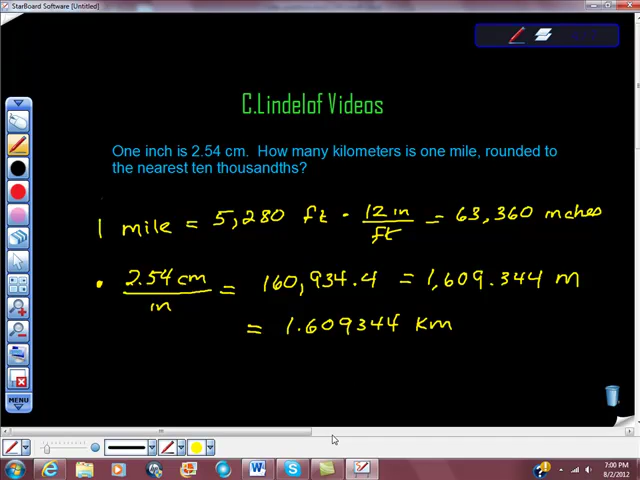 StarBoard Software [Untitled]
C.Lindelof Videos
One inch is 2.54 cm. How many kilometers is one mile, rounded to
the nearest ten thousandths?
1 mile = 5,280 ft · 12 in / ft = 63,360 inches
· 2.54 cm / in = 160,934.4 = 1,609.344 m
= 1.609344 km
MENU
7:00 PM
8/2/2012